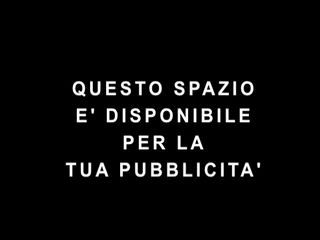 QUESTO SPAZIO
E' DISPONIBILE
PER LA
TUA PUBBLICITA'